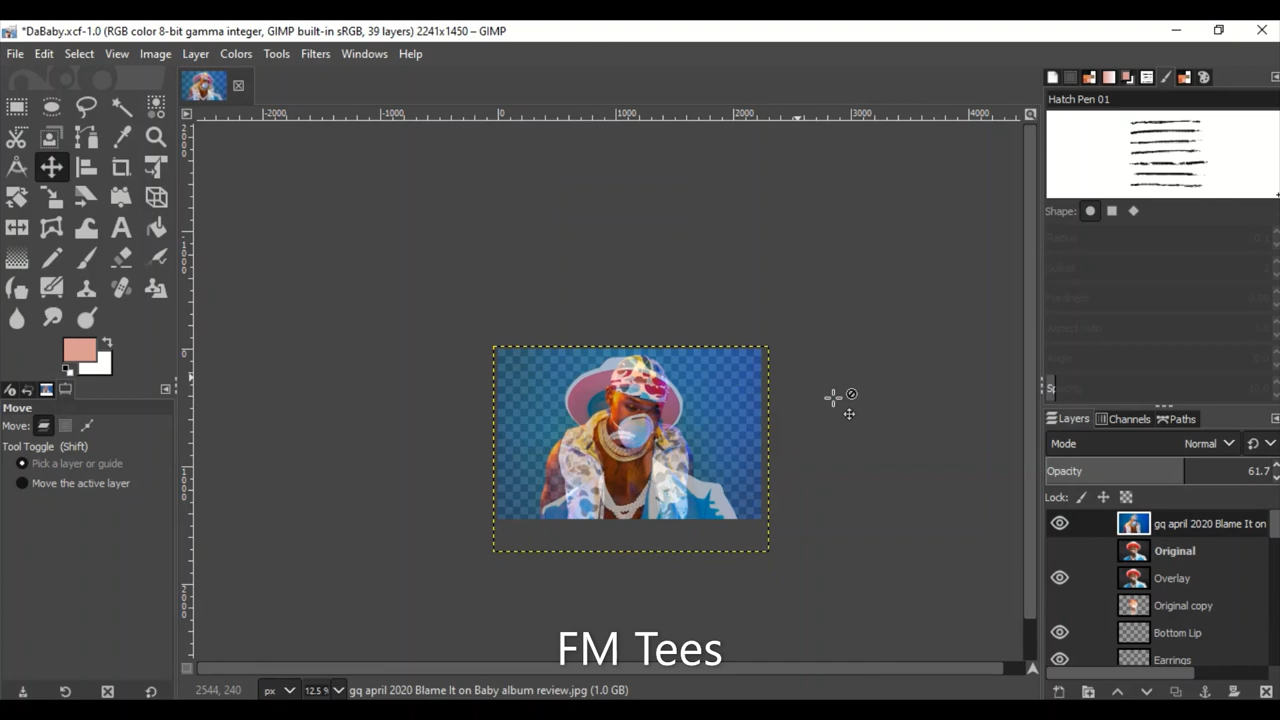 *DaBaby.xcf-1.0 (RGB color 8-bit gamma integer, GIMP built-in sRGB, 39 layers) 2241x1450 – GIMP
File Edit Select View Image Layer Colors Tools Filters Windows Help
-2000 -1000 0 1000 2000 3000 4000
Hatch Pen 01
Shape:
Move
Move:
Tool Toggle (Shift)
Pick a layer or guide
Move the active layer
Layers Channels Paths
Mode Normal
Opacity 61.7
Lock:
gq april 2020 Blame It on
Original
Overlay
Original copy
Bottom Lip
Earrings
FM Tees
2544, 240 px 12.5 gq april 2020 Blame It on Baby album review.jpg (1.0 GB)